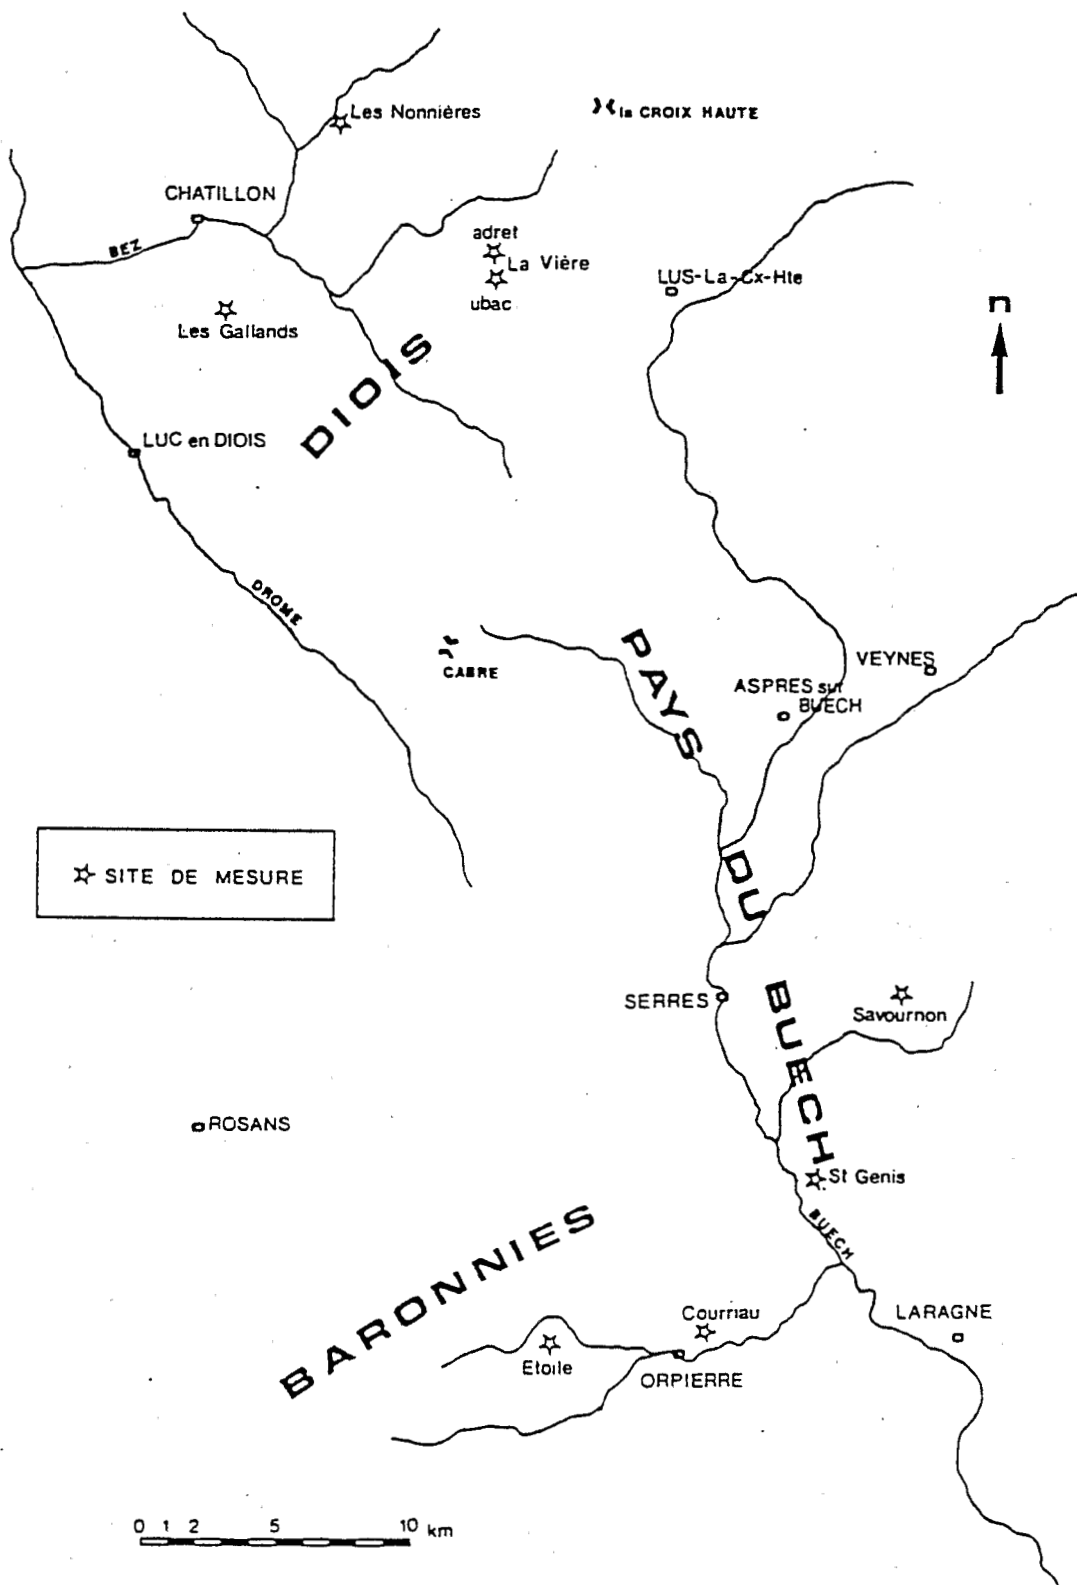 Les Nonnières
la CROIX HAUTE
CHATILLON
BEZ
adret
La Vière
ubac
LUS-La-Cx-Hte
n
Les Gallands
DIOIS
LUC en DIOIS
DROME
CABRE
PAYS DU BUECH
VEYNES
ASPRES sur
BUECH
SITE DE MESURE
SERRES
Savournon
ROSANS
St Genis
BUECH
BARONNIES
Courriau
LARAGNE
Etoile
ORPIERRE
0 1 2 5 10 km